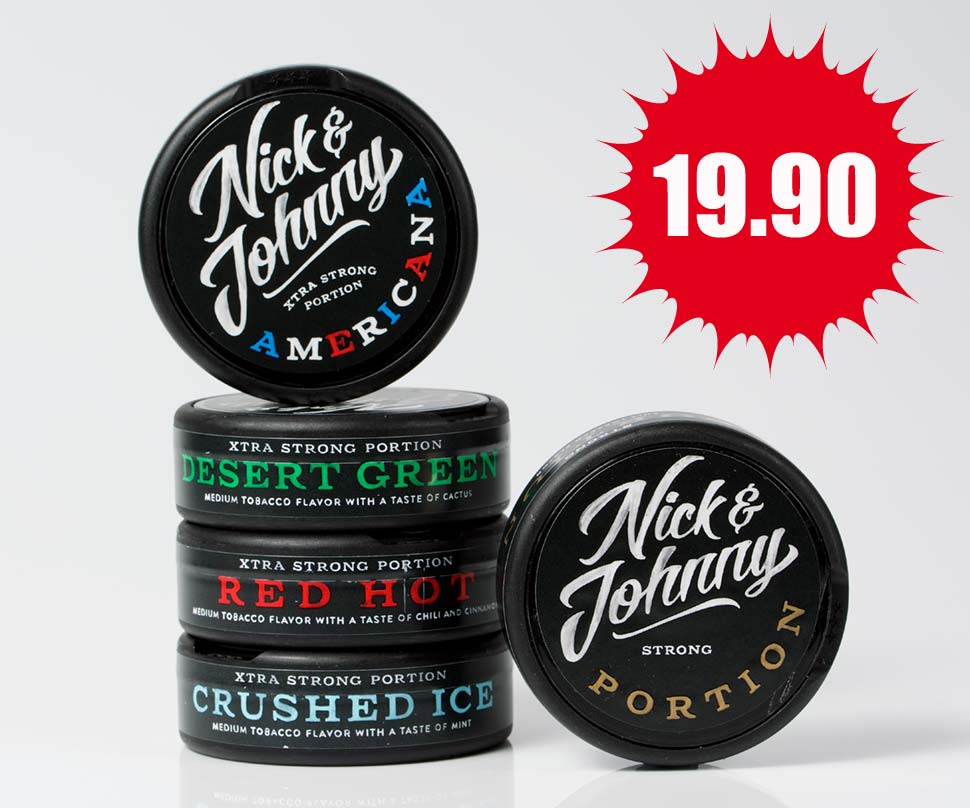 Nick &
Johnny
XTRA STRONG
PORTION
AMERICANA
19.90
XTRA STRONG PORTION
DESERT GREEN
MEDIUM TOBACCO FLAVOR WITH A TASTE OF CACTUS
XTRA STRONG PORTION
RED HOT
MEDIUM TOBACCO FLAVOR WITH A TASTE OF CHILI AND CINNAMON
XTRA STRONG PORTION
CRUSHED ICE
MEDIUM TOBACCO FLAVOR WITH A TASTE OF MINT
Nick &
Johnny
STRONG
PORTION